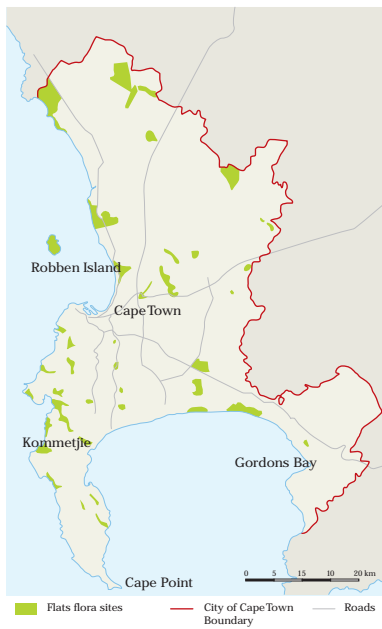 Robben Island
Cape Town
Kommetjie
Gordons Bay
0 5 15 10 20 km
Cape Point
Flats flora sites
City of Cape Town
Boundary
Roads